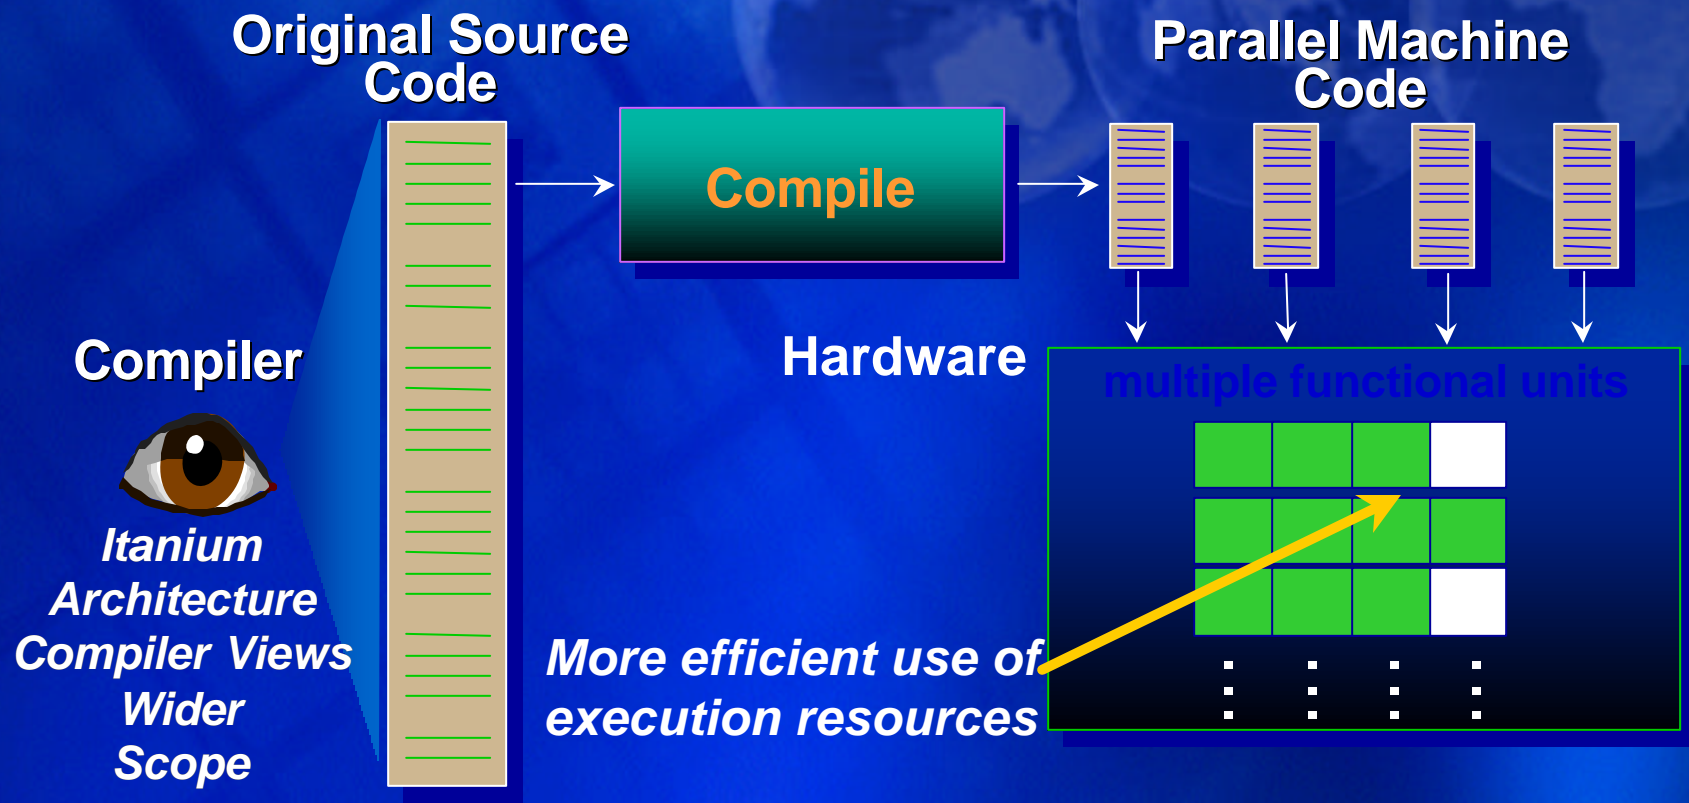 Original Source
Code
Parallel Machine
Code
Compile
Compiler
Hardware
multiple functional units
Itanium
Architecture
Compiler Views
Wider
Scope
More efficient use of
execution resources